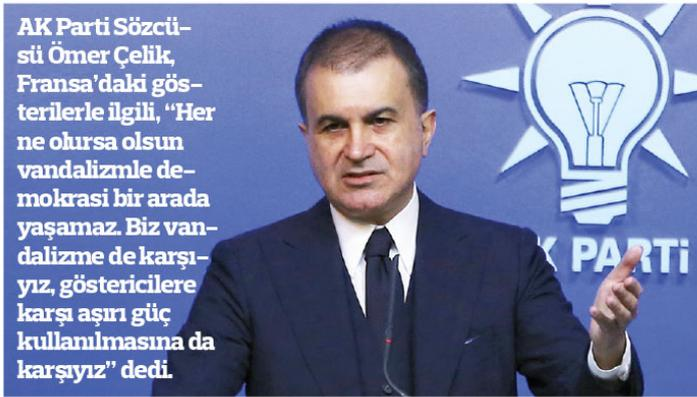 AK Parti Sözcü-
sü Ömer Çelik,
Fransa'daki gös-
terilerle ilgili, “Her
ne olursa olsun
vandalizmle de-
mokrasi bir arada
yaşamaz. Biz van-
dalizme de karşı-
yız, göstericilere
karşı aşırı güç
kullanılmasına da
karşıyız” dedi.
K PARTİ